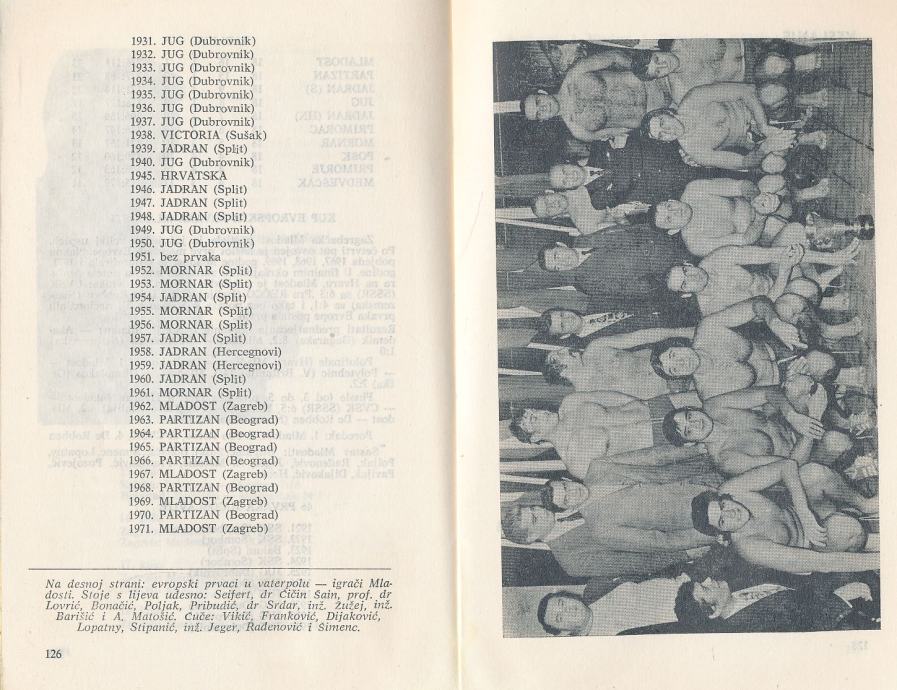 1931. JUG (Dubrovnik)
1932. JUG (Dubrovnik)
1933. JUG (Dubrovnik)
1934. JUG (Dubrovnik)
1935. JUG (Dubrovnik)
1936. JUG (Dubrovnik)
1937. JUG (Dubrovnik)
1938. VICTORIA (Sušak)
1939. JADRAN (Split)
1940. JUG (Dubrovnik)
1945. HRVATSKA
1946. JADRAN (Split)
1947. JADRAN (Split)
1948. JADRAN (Split)
1949. JUG (Dubrovnik)
1950. JUG (Dubrovnik)
1951. bez prvaka
1952. MORNAR (Split)
1953. MORNAR (Split)
1954. JADRAN (Split)
1955. MORNAR (Split)
1956. MORNAR (Split)
1957. JADRAN (Split)
1958. JADRAN (Hercegnovi)
1959. JADRAN (Hercegnovi)
1960. JADRAN (Split)
1961. MORNAR (Split)
1962. MLADOST (Zagreb)
1963. PARTIZAN (Beograd)
1964. PARTIZAN (Beograd)
1965. PARTIZAN (Beograd)
1966. PARTIZAN (Beograd)
1967. MLADOST (Zagreb)
1968. PARTIZAN (Beograd)
1969. MLADOST (Zagreb)
1970. PARTIZAN (Beograd)
1971. MLADOST (Zagreb)
Na desnoj strani: evropski prvaci u vaterpolu — igrači Mla-
dosti. Stoje s lijeva udesno: Seifert, dr Čičin Šain, prof. dr
Lovrić, Bonačić, Poljak, Pribudić, dr Srdar, inž. Žužej, inž.
Barišić i A. Matošić. Čuče: Vikić, Franković, Dijaković,
Lopatny, Stipanić, inž. Jeger, Rađenović i Šimenc.
126